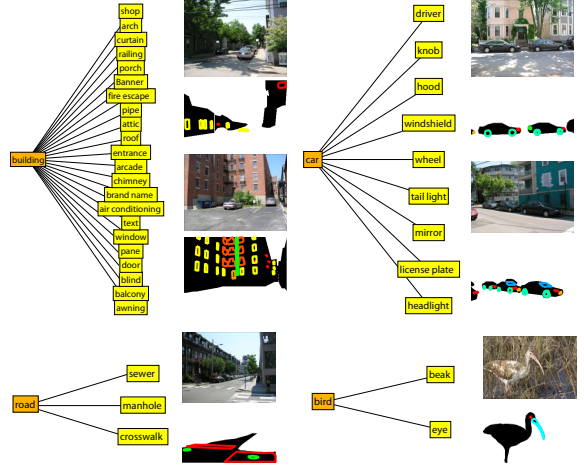 shop
arch
curtain
railing
porch
Banner
fire escape
pipe
attic
roof
building
entrance
arcade
chimney
brand name
air conditioning
text
window
pane
door
blind
balcony
awning
driver
knob
hood
windshield
car
wheel
tail light
mirror
license plate
headlight
sewer
road
manhole
crosswalk
beak
bird
eye